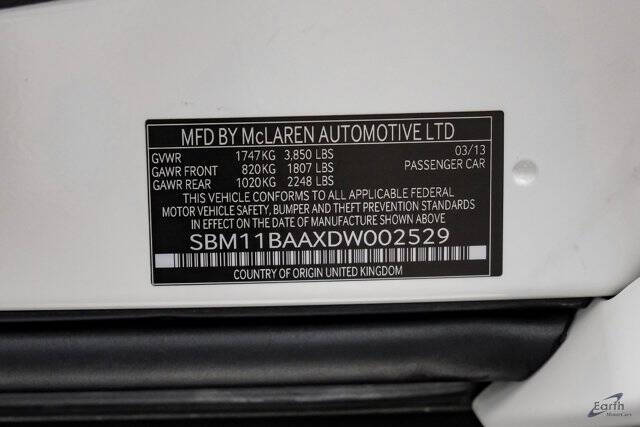 MFD BY McLAREN AUTOMOTIVE LTD
GVWR 1747KG 3,850 LBS 03/13
GAWR FRONT 820KG 1807 LBS PASSENGER CAR
GAWR REAR 1020KG 2248 LBS
THIS VEHICLE CONFORMS TO ALL APPLICABLE FEDERAL
MOTOR VEHICLE SAFETY, BUMPER AND THEFT PREVENTION STANDARDS
IN EFFECT ON DATE OF MANUFACTURE SHOWN ABOVE
SBM11BAAXDW002529
COUNTRY OF ORIGIN UNITED KINGDOM
Earth
MotorCars